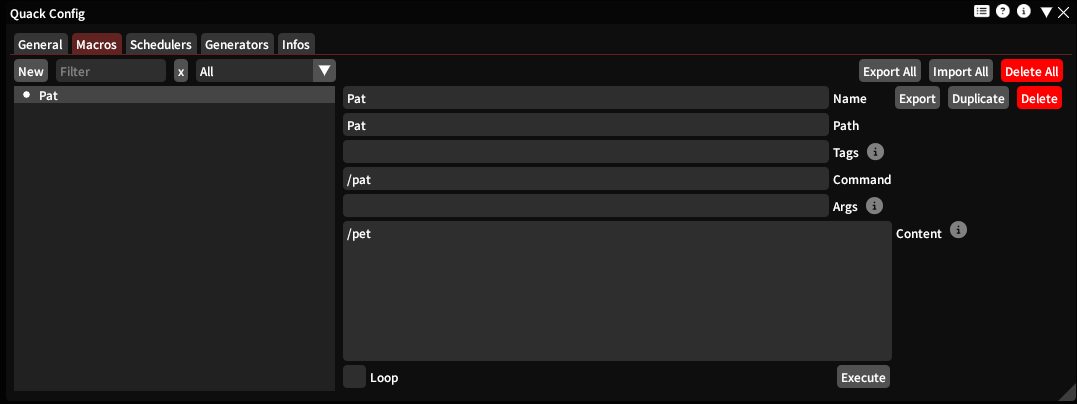 Quack Config
General Macros Schedulers Generators Infos
New Filter x All Export All Import All Delete All
Pat
Pat Name Export Duplicate Delete
Pat Path
Tags
/pat Command
Args
/pet Content
Loop Execute